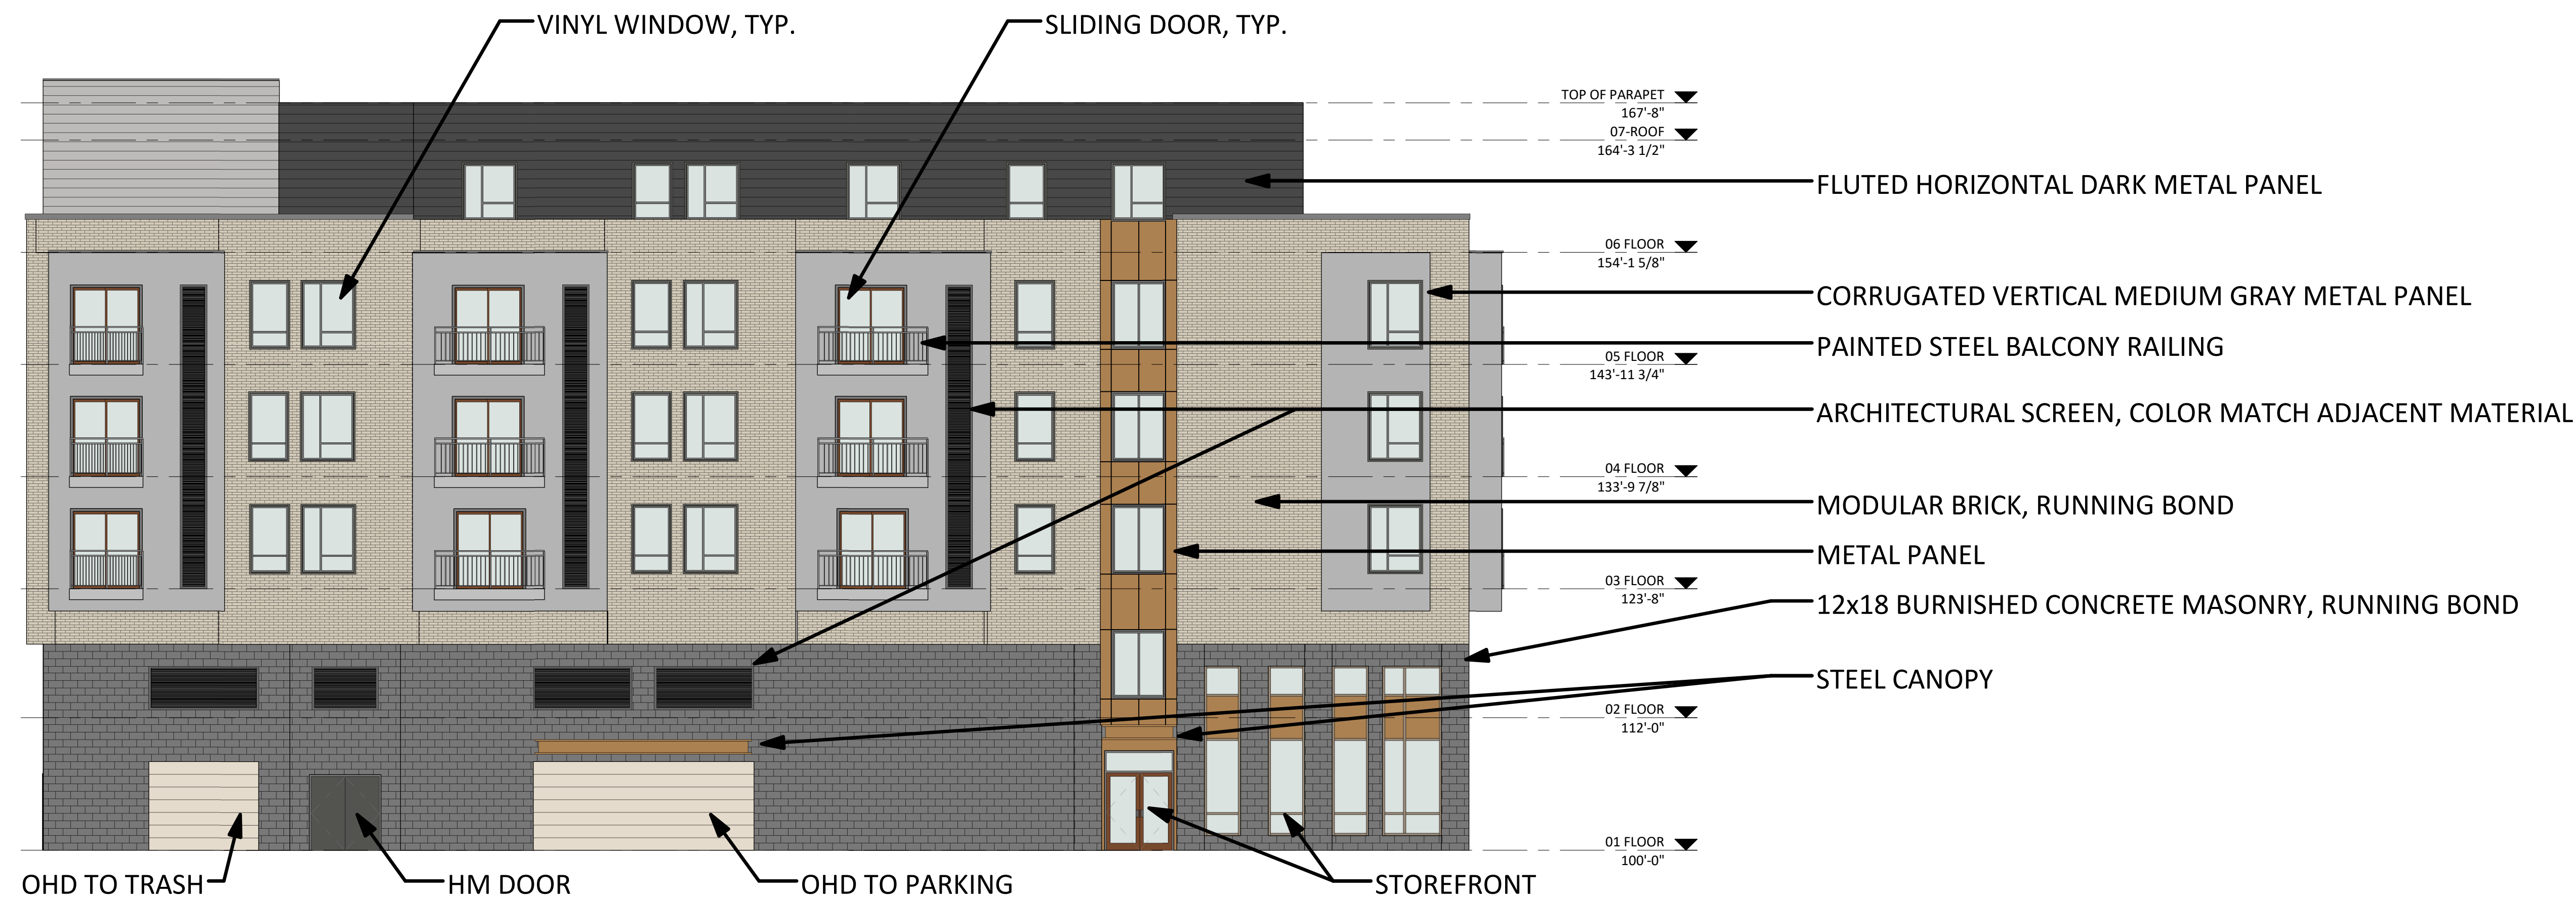 VINYL WINDOW, TYP.
SLIDING DOOR, TYP.
TOP OF PARAPET
167'-8"
07-ROOF
164'-3 1/2"
FLUTED HORIZONTAL DARK METAL PANEL
06 FLOOR
154'-1 5/8"
CORRUGATED VERTICAL MEDIUM GRAY METAL PANEL
PAINTED STEEL BALCONY RAILING
05 FLOOR
143'-11 3/4"
ARCHITECTURAL SCREEN, COLOR MATCH ADJACENT MATERIAL
04 FLOOR
133'-9 7/8"
MODULAR BRICK, RUNNING BOND
METAL PANEL
03 FLOOR
123'-8"
12x18 BURNISHED CONCRETE MASONRY, RUNNING BOND
STEEL CANOPY
02 FLOOR
112'-0"
01 FLOOR
100'-0"
OHD TO TRASH
HM DOOR
OHD TO PARKING
STOREFRONT